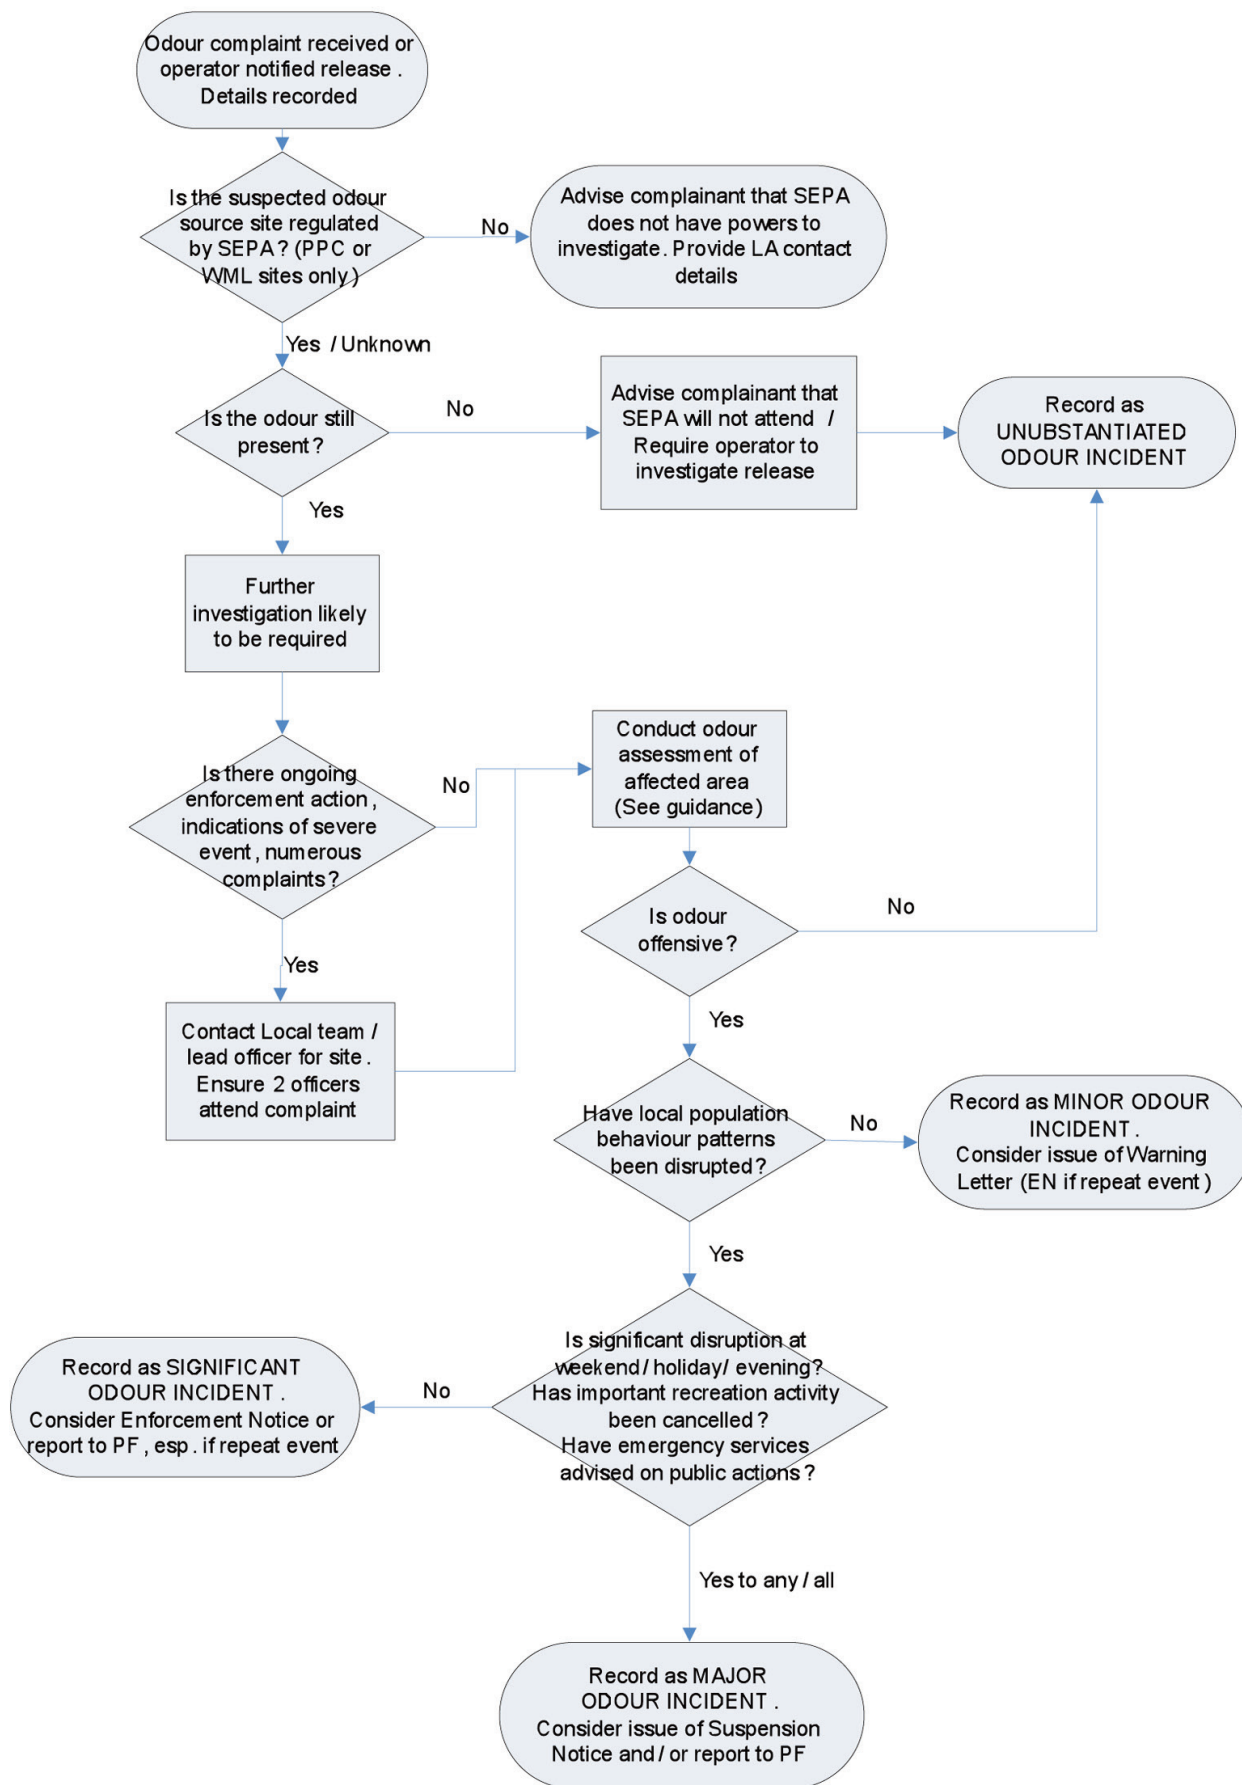 Odour complaint received or
operator notified release .
Details recorded
Is the suspected odour
source site regulated
by SEPA ? (PPC or
WML sites only )
No
Advise complainant that SEPA
does not have powers to
investigate. Provide LA contact
details
Yes / Unknown
Is the odour still
present ?
No
Advise complainant that
SEPA will not attend /
Require operator to
investigate release
Record as
UNUBSTANTIATED
ODOUR INCIDENT
Yes
Further
investigation likely
to be required
Is there ongoing
enforcement action ,
indications of severe
event , numerous
complaints ?
No
Conduct odour
assessment of
affected area
(See guidance )
Is odour
offensive ?
No
Yes
Contact Local team /
lead officer for site .
Ensure 2 officers
attend complaint
Yes
Have local population
behaviour patterns
been disrupted ?
No
Record as MINOR ODOUR
INCIDENT .
Consider issue of Warning
Letter (EN if repeat event )
Yes
Is significant disruption at
weekend / holiday / evening?
Has important recreation activity
been cancelled ?
Have emergency services
advised on public actions ?
No
Record as SIGNIFICANT
ODOUR INCIDENT .
Consider Enforcement Notice or
report to PF , esp . if repeat event
Yes to any / all
Record as MAJOR
ODOUR INCIDENT .
Consider issue of Suspension
Notice and / or report to PF